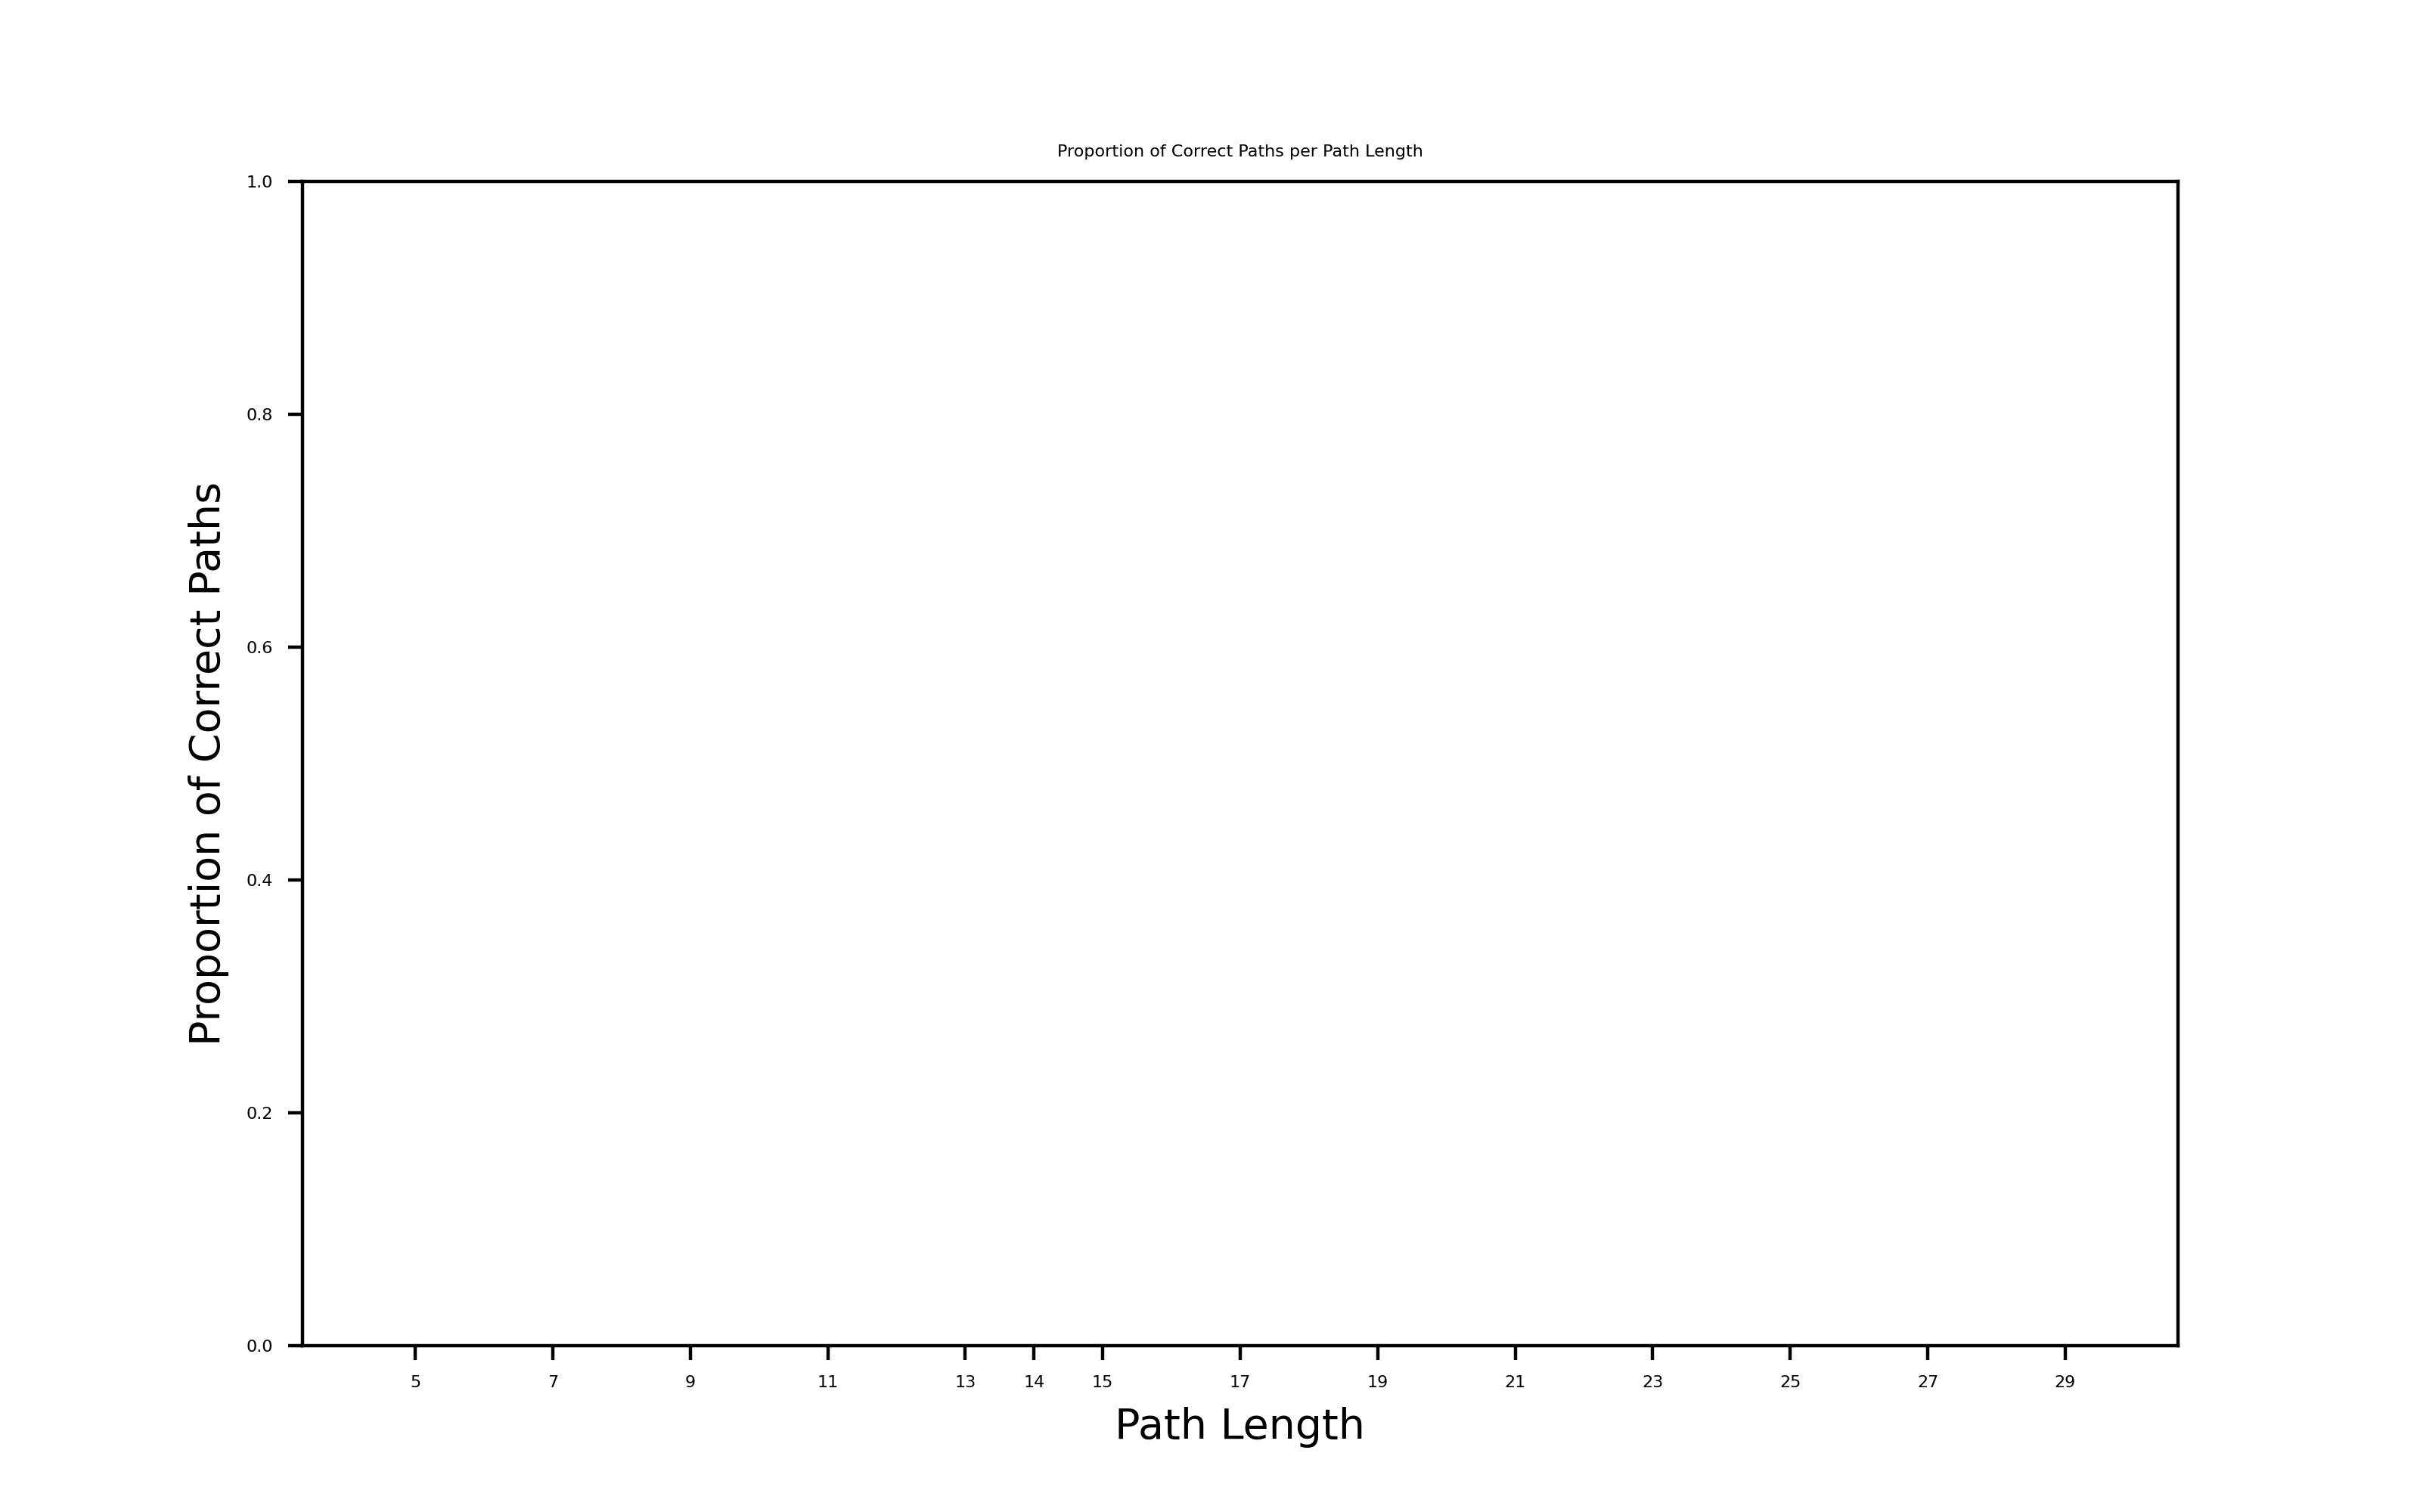 Proportion of Correct Paths per Path Length
1.0
0.8
0.6
0.4
0.2
0.0
Proportion of Correct Paths
5 7 9 11 13 14 15 17 19 21 23 25 27 29
Path Length